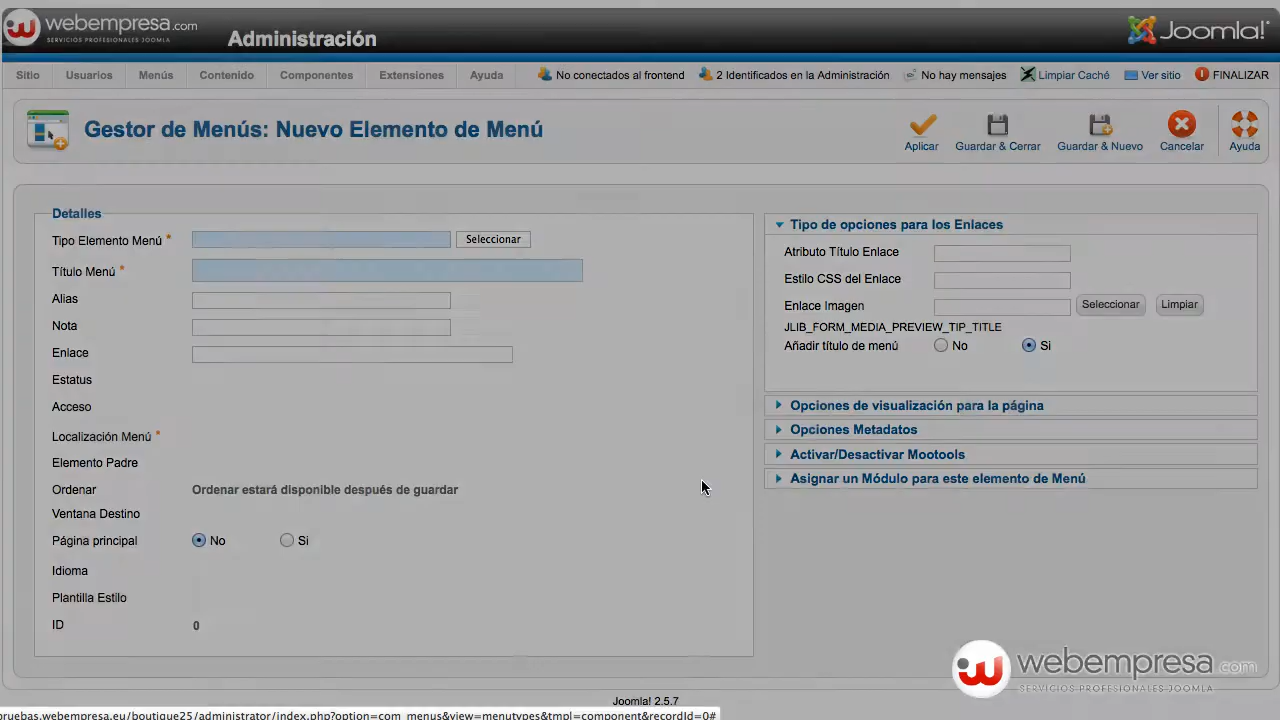 webempresa.com
SERVICIOS PROFESIONALES JOOMLA
Administración
Joomla!
Sitio Usuarios Menús Contenido Componentes Extensiones Ayuda No conectados al frontend 2 Identificados en la Administración No hay mensajes Limpiar Caché Ver sitio FINALIZAR
Gestor de Menús: Nuevo Elemento de Menú
Aplicar Guardar & Cerrar Guardar & Nuevo Cancelar Ayuda
Detalles
Tipo Elemento Menú * Seleccionar
Título Menú *
Alias
Nota
Enlace
Estatus
Acceso
Localización Menú *
Elemento Padre
Ordenar Ordenar estará disponible después de guardar
Ventana Destino
Página principal No Si
Idioma
Plantilla Estilo
ID 0
Tipo de opciones para los Enlaces
Atributo Título Enlace
Estilo CSS del Enlace
Enlace Imagen Seleccionar Limpiar
JLIB_FORM_MEDIA_PREVIEW_TIP_TITLE
Añadir título de menú No Si
Opciones de visualización para la página
Opciones Metadatos
Activar/Desactivar Mootools
Asignar un Módulo para este elemento de Menú
webempresa.com
SERVICIOS PROFESIONALES JOOMLA
Joomla! 2.5.7
pruebas.webempresa.eu/boutique25/administrator/index.php?option=com_menus&view=menutypes&tmpl=component&recordId=0#